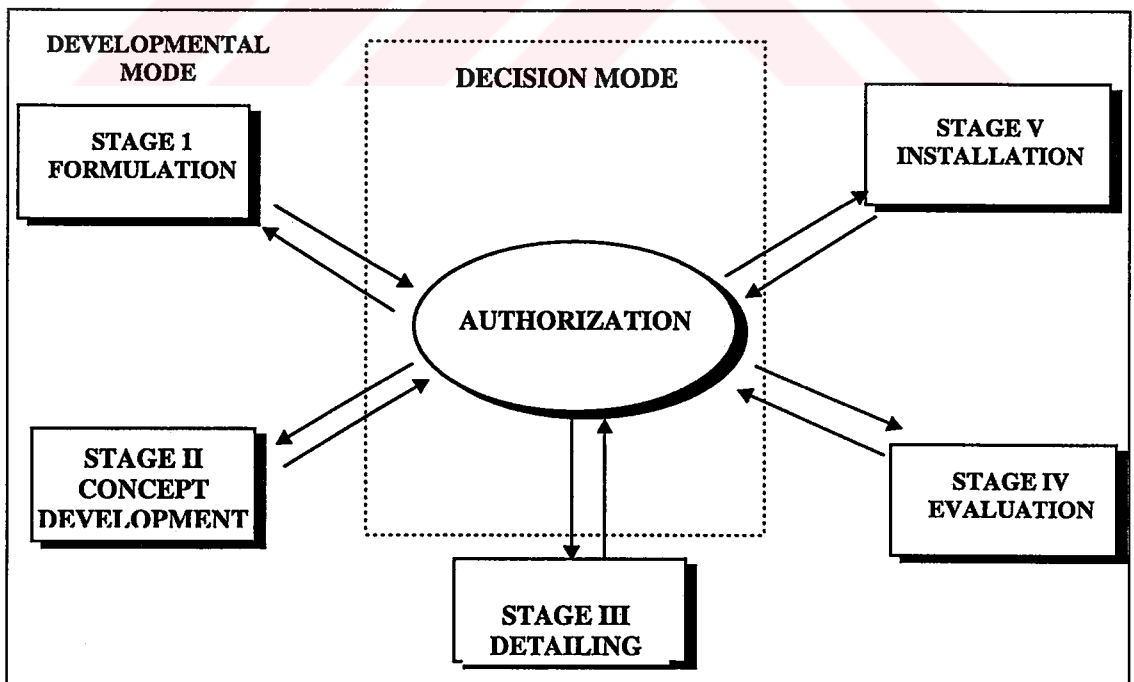 DEVELOPMENTAL
MODE
DECISION MODE
STAGE 1
FORMULATION
STAGE V
INSTALLATION
AUTHORIZATION
STAGE II
CONCEPT
DEVELOPMENT
STAGE IV
EVALUATION
STAGE III
DETAILING